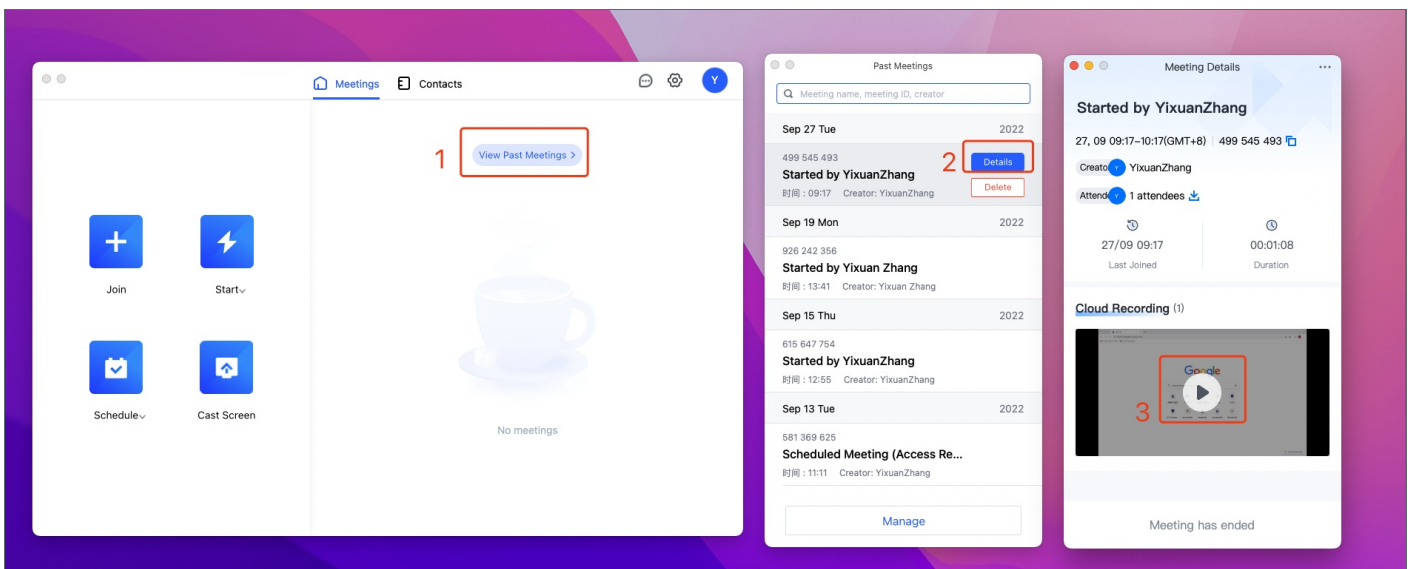 Meetings
Contacts
Y
1
View Past Meetings >
Join
Start
Schedule
Cast Screen
No meetings
Past Meetings
Meeting name, meeting ID, creator
Sep 27 Tue 2022
499 545 493
2
Details
Started by YixuanZhang
Delete
时间 : 09:17 Creator: YixuanZhang
Sep 19 Mon 2022
926 242 356
Started by Yixuan Zhang
时间 : 13:41 Creator: Yixuan Zhang
Sep 15 Thu 2022
615 647 754
Started by YixuanZhang
时间 : 12:55 Creator: YixuanZhang
Sep 13 Tue 2022
581 369 625
Scheduled Meeting (Access Re...
时间 : 11:11 Creator: YixuanZhang
Manage
Meeting Details
...
Started by YixuanZhang
27, 09 09:17-10:17(GMT+8) | 499 545 493
Creato YixuanZhang
Attend 1 attendees
27/09 09:17
Last Joined
00:01:08
Duration
Cloud Recording (1)
Google
3
Meeting has ended